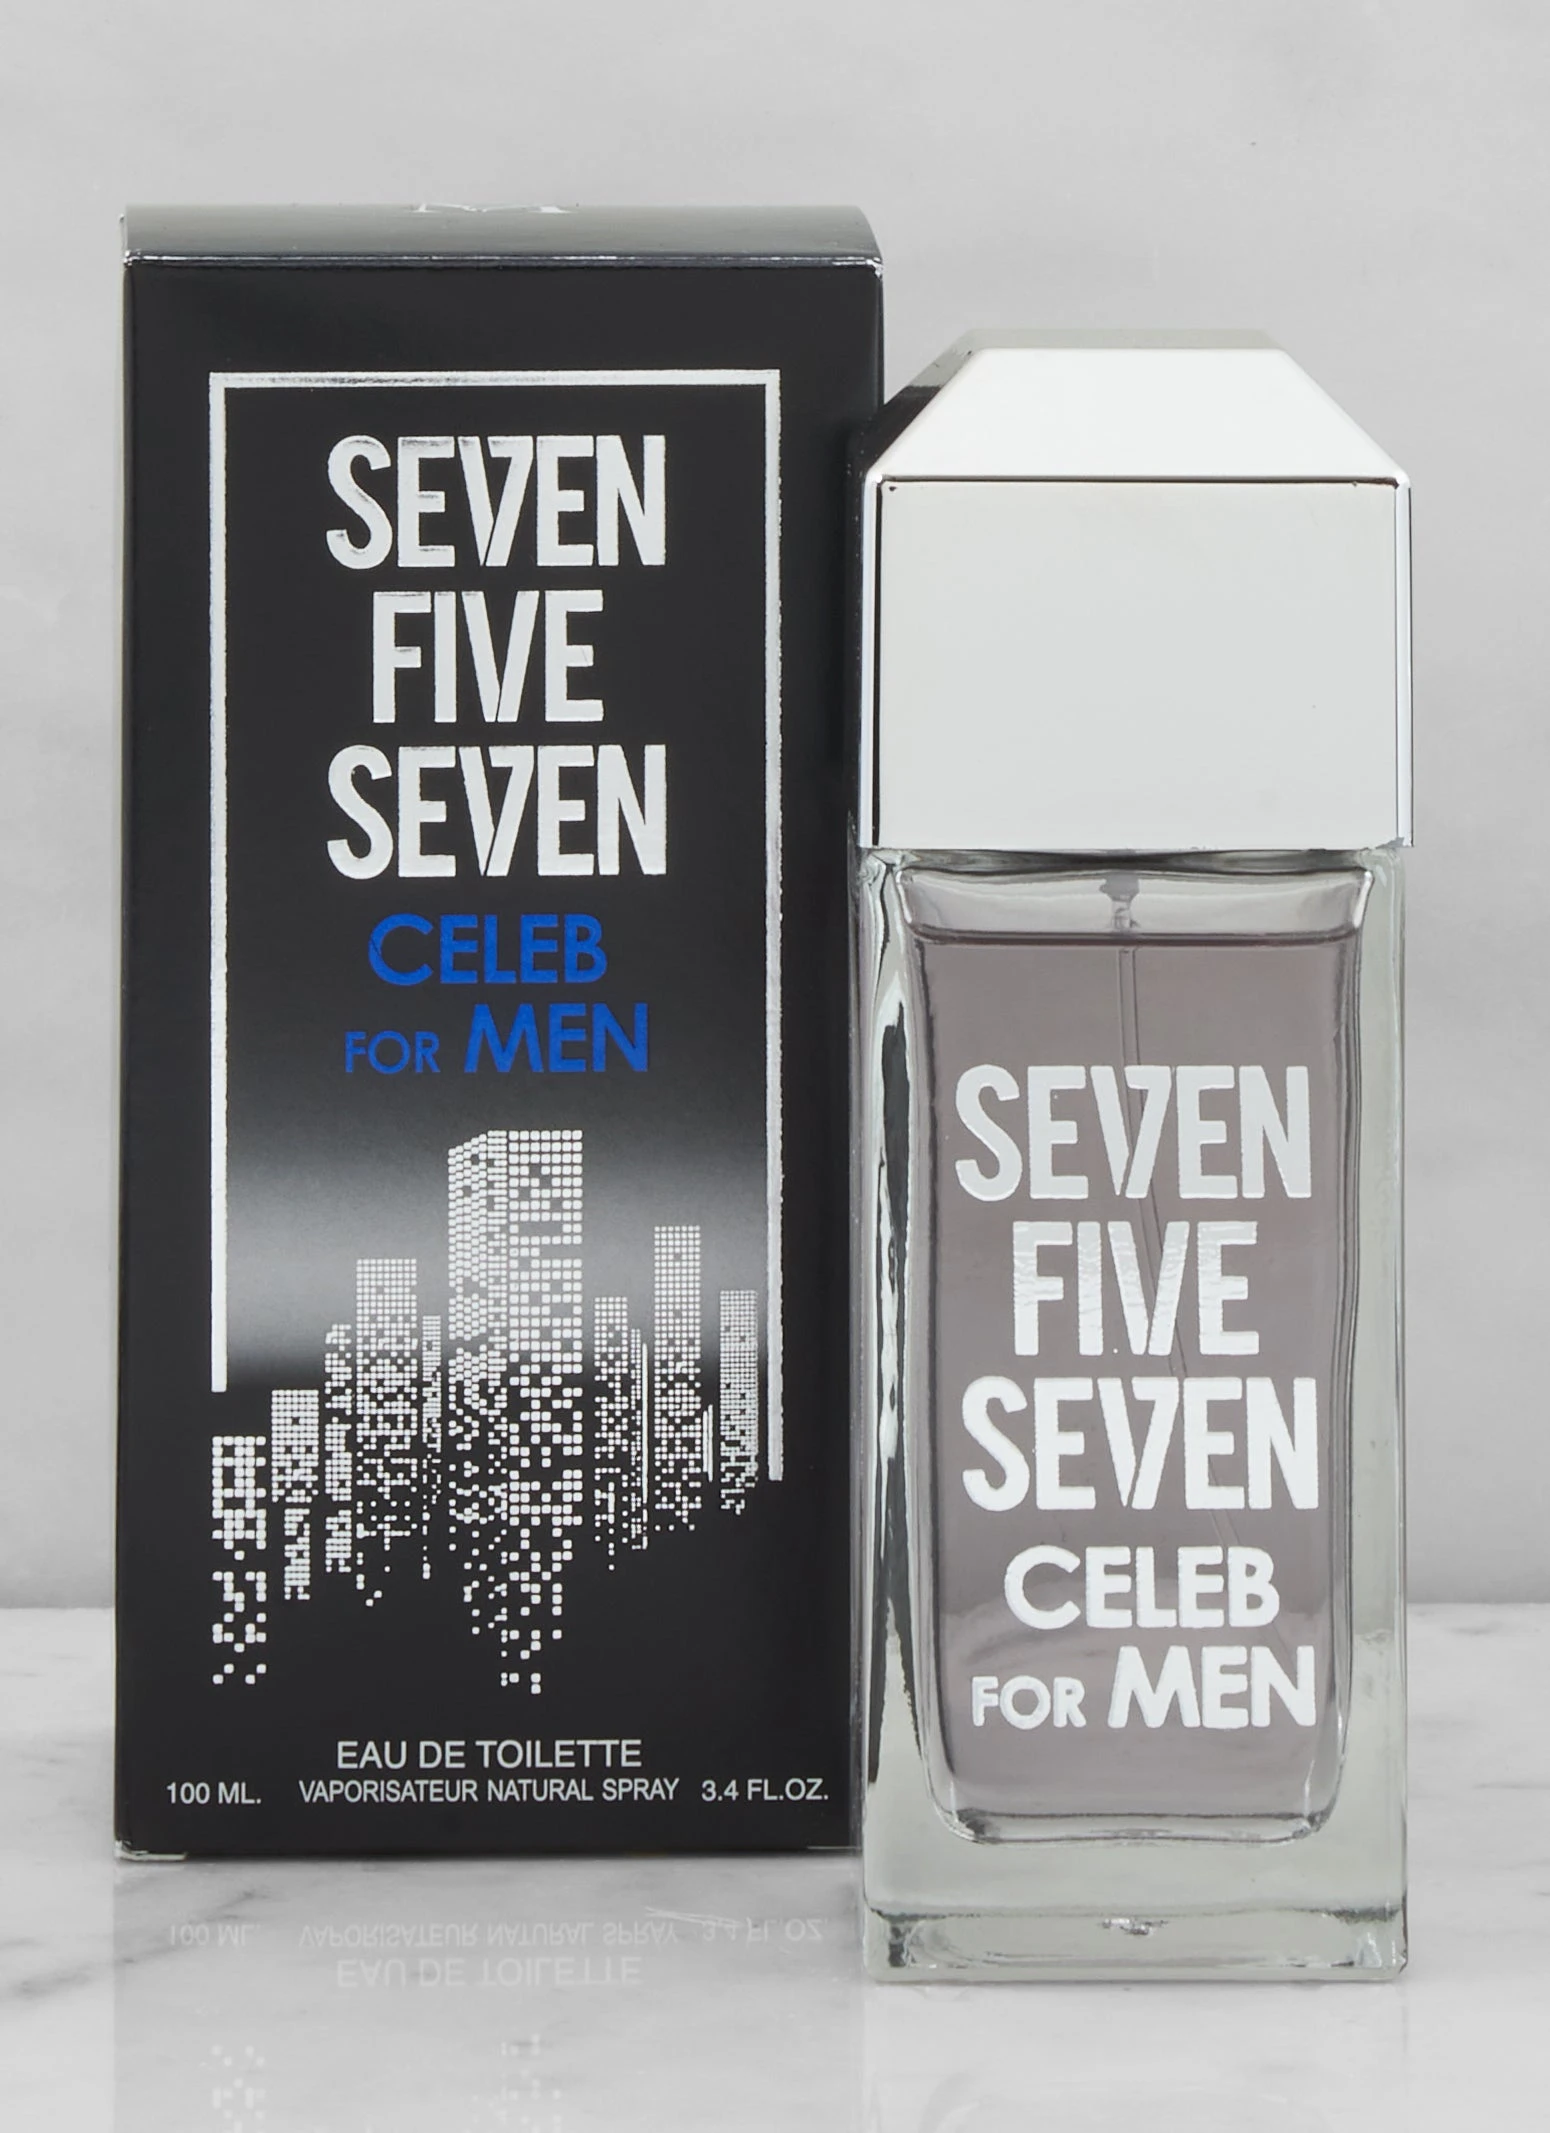 SEVEN
FIVE
SEVEN
CELEB
FOR MEN
EAU DE TOILETTE
100 ML. VAPORISATEUR NATURAL SPRAY 3.4 FL.OZ.
SEVEN
FIVE
SEVEN
CELEB
FOR MEN